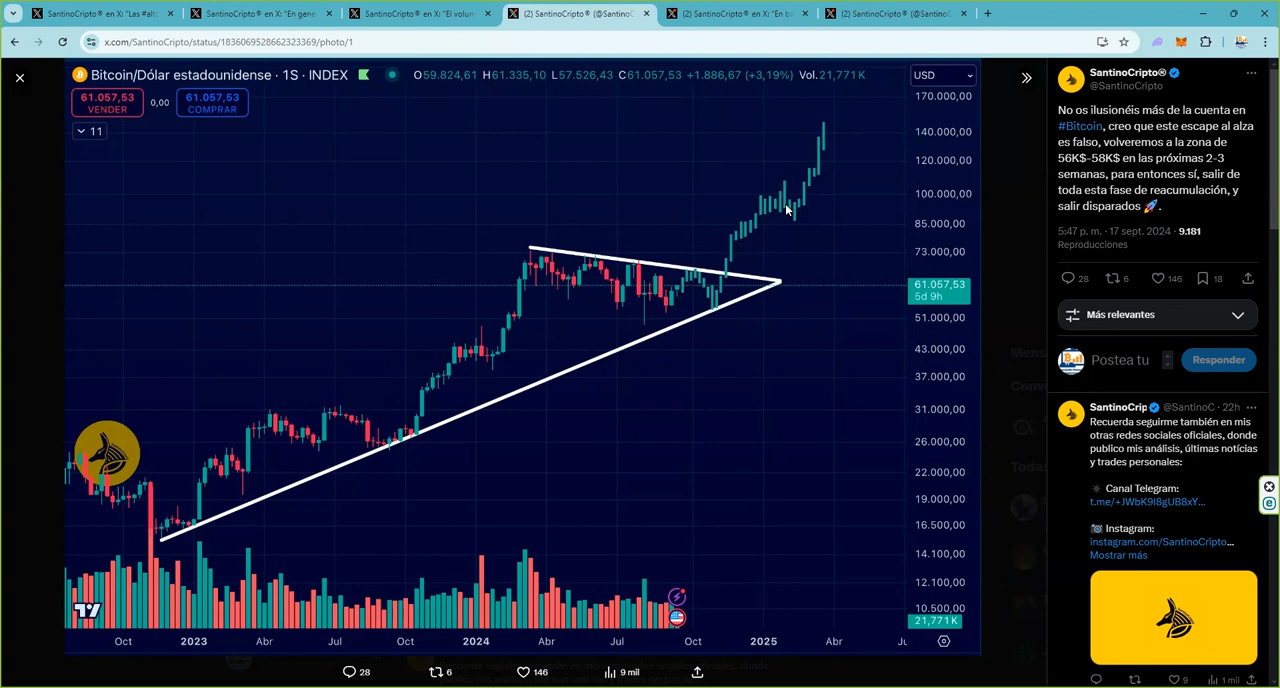 SantinoCripto® en X: "Las #alt
SantinoCripto® en X: "En gene
SantinoCripto® en X: "El volum
(2) SantinoCripto® (@SantinoC
(2) SantinoCripto® en X: "En ba
(2) SantinoCripto® (@SantinoC
x.com/SantinoCripto/status/1836069528662323369/photo/1
Bitcoin/Dólar estadounidense · 1S · INDEX
O59.824,61 H61.335,10 L57.526,43 C61.057,53 +1.886,67 (+3,19%) Vol.21,771 K
USD
61.057,53
VENDER
0,00
61.057,53
COMPRAR
11
170.000,00
140.000,00
120.000,00
100.000,00
85.000,00
73.000,00
61.057,53
5d 9h
51.000,00
43.000,00
37.000,00
31.000,00
26.000,00
22.000,00
19.000,00
16.500,00
14.100,00
12.100,00
10.500,00
21,771 K
Oct 2023 Abr Jul Oct 2024 Abr Jul Oct 2025 Abr Ju
28 6 146 9 mil
SantinoCripto®
@SantinoCripto
No os ilusionéis más de la cuenta en
#Bitcoin, creo que este escape al alza
es falso, volveremos a la zona de
56K$-58K$ en las próximas 2-3
semanas, para entonces sí, salir de
toda esta fase de reacumulación, y
salir disparados 🚀.
5:47 p. m. · 17 sept. 2024 · 9.181
Reproducciones
28 6 146 18
Más relevantes
Postea tu
Responder
SantinoCrip @SantinoC · 22h
Recuerda seguirme también en mis
otras redes sociales oficiales, donde
publico mis análisis, últimas notícias
y trades personales:
Canal Telegram:
t.me/+JWbK9I8gUB8xY...
Instagram:
instagram.com/SantinoCripto...
Mostrar más
9 1 mil